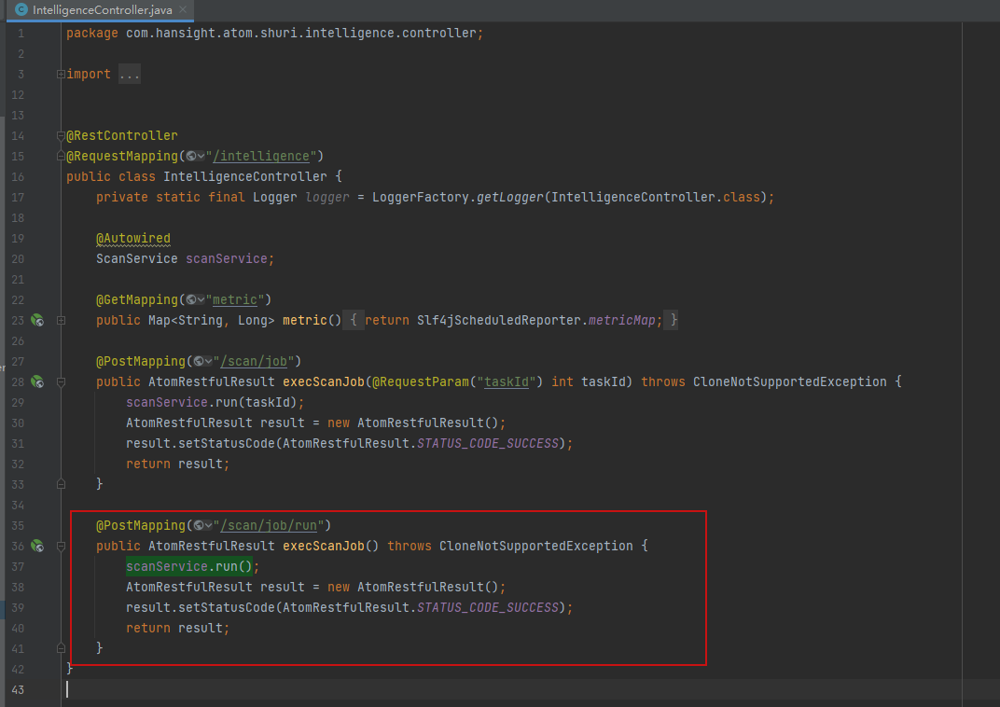 IntelligenceController.java
1 package com.hansight.atom.shuri.intelligence.controller;
2
3 import ...
12
13
14 @RestController
15 @RequestMapping("/intelligence")
16 public class IntelligenceController {
17 private static final Logger logger = LoggerFactory.getLogger(IntelligenceController.class);
18
19 @Autowired
20 ScanService scanService;
21
22 @GetMapping("metric")
23 public Map<String, Long> metric() { return Slf4jScheduledReporter.metricMap; }
26
27 @PostMapping("/scan/job")
28 public AtomRestfulResult execScanJob(@RequestParam("taskId") int taskId) throws CloneNotSupportedException {
29 scanService.run(taskId);
30 AtomRestfulResult result = new AtomRestfulResult();
31 result.setStatusCode(AtomRestfulResult.STATUS_CODE_SUCCESS);
32 return result;
33 }
34
35 @PostMapping("/scan/job/run")
36 public AtomRestfulResult execScanJob() throws CloneNotSupportedException {
37 scanService.run();
38 AtomRestfulResult result = new AtomRestfulResult();
39 result.setStatusCode(AtomRestfulResult.STATUS_CODE_SUCCESS);
40 return result;
41 }
42 }
43